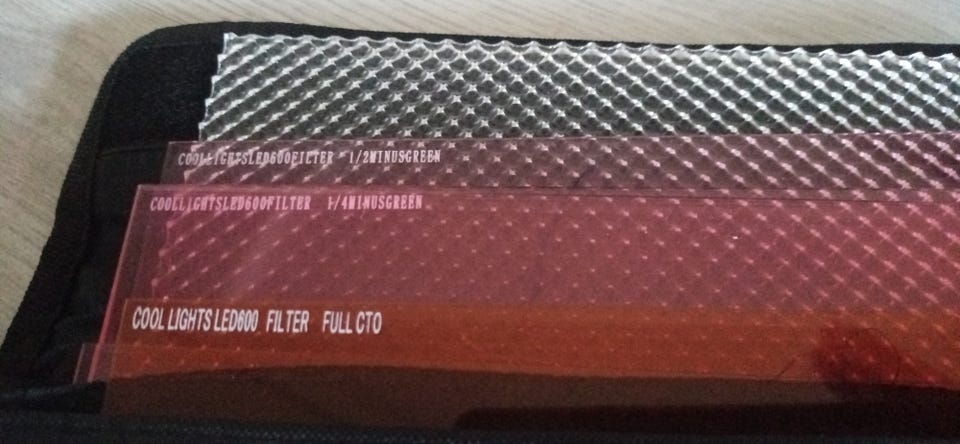 COOLLIGHTSLED600FILTER 1/2MINUSGREEN
COOLLIGHTSLED600FILTER 1/4MINUSGREEN
COOL LIGHTS LED600 FILTER FULL CTO